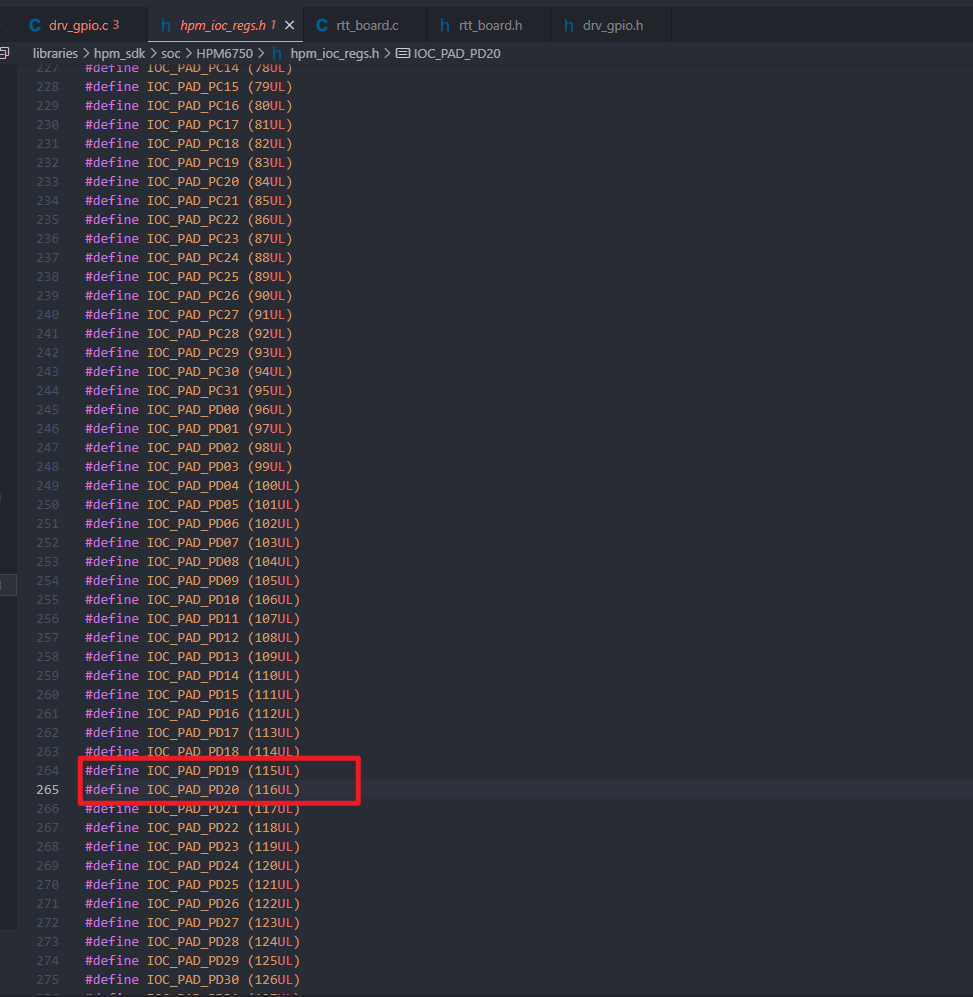 drv_gpio.c 3 hpm_ioc_regs.h 1 rtt_board.c rtt_board.h drv_gpio.h
libraries > hpm_sdk > soc > HPM6750 > hpm_ioc_regs.h > IOC_PAD_PD20
227 #define IOC_PAD_PC14 (78UL)
228 #define IOC_PAD_PC15 (79UL)
229 #define IOC_PAD_PC16 (80UL)
230 #define IOC_PAD_PC17 (81UL)
231 #define IOC_PAD_PC18 (82UL)
232 #define IOC_PAD_PC19 (83UL)
233 #define IOC_PAD_PC20 (84UL)
234 #define IOC_PAD_PC21 (85UL)
235 #define IOC_PAD_PC22 (86UL)
236 #define IOC_PAD_PC23 (87UL)
237 #define IOC_PAD_PC24 (88UL)
238 #define IOC_PAD_PC25 (89UL)
239 #define IOC_PAD_PC26 (90UL)
240 #define IOC_PAD_PC27 (91UL)
241 #define IOC_PAD_PC28 (92UL)
242 #define IOC_PAD_PC29 (93UL)
243 #define IOC_PAD_PC30 (94UL)
244 #define IOC_PAD_PC31 (95UL)
245 #define IOC_PAD_PD00 (96UL)
246 #define IOC_PAD_PD01 (97UL)
247 #define IOC_PAD_PD02 (98UL)
248 #define IOC_PAD_PD03 (99UL)
249 #define IOC_PAD_PD04 (100UL)
250 #define IOC_PAD_PD05 (101UL)
251 #define IOC_PAD_PD06 (102UL)
252 #define IOC_PAD_PD07 (103UL)
253 #define IOC_PAD_PD08 (104UL)
254 #define IOC_PAD_PD09 (105UL)
255 #define IOC_PAD_PD10 (106UL)
256 #define IOC_PAD_PD11 (107UL)
257 #define IOC_PAD_PD12 (108UL)
258 #define IOC_PAD_PD13 (109UL)
259 #define IOC_PAD_PD14 (110UL)
260 #define IOC_PAD_PD15 (111UL)
261 #define IOC_PAD_PD16 (112UL)
262 #define IOC_PAD_PD17 (113UL)
263 #define IOC_PAD_PD18 (114UL)
264 #define IOC_PAD_PD19 (115UL)
265 #define IOC_PAD_PD20 (116UL)
266 #define IOC_PAD_PD21 (117UL)
267 #define IOC_PAD_PD22 (118UL)
268 #define IOC_PAD_PD23 (119UL)
269 #define IOC_PAD_PD24 (120UL)
270 #define IOC_PAD_PD25 (121UL)
271 #define IOC_PAD_PD26 (122UL)
272 #define IOC_PAD_PD27 (123UL)
273 #define IOC_PAD_PD28 (124UL)
274 #define IOC_PAD_PD29 (125UL)
275 #define IOC_PAD_PD30 (126UL)